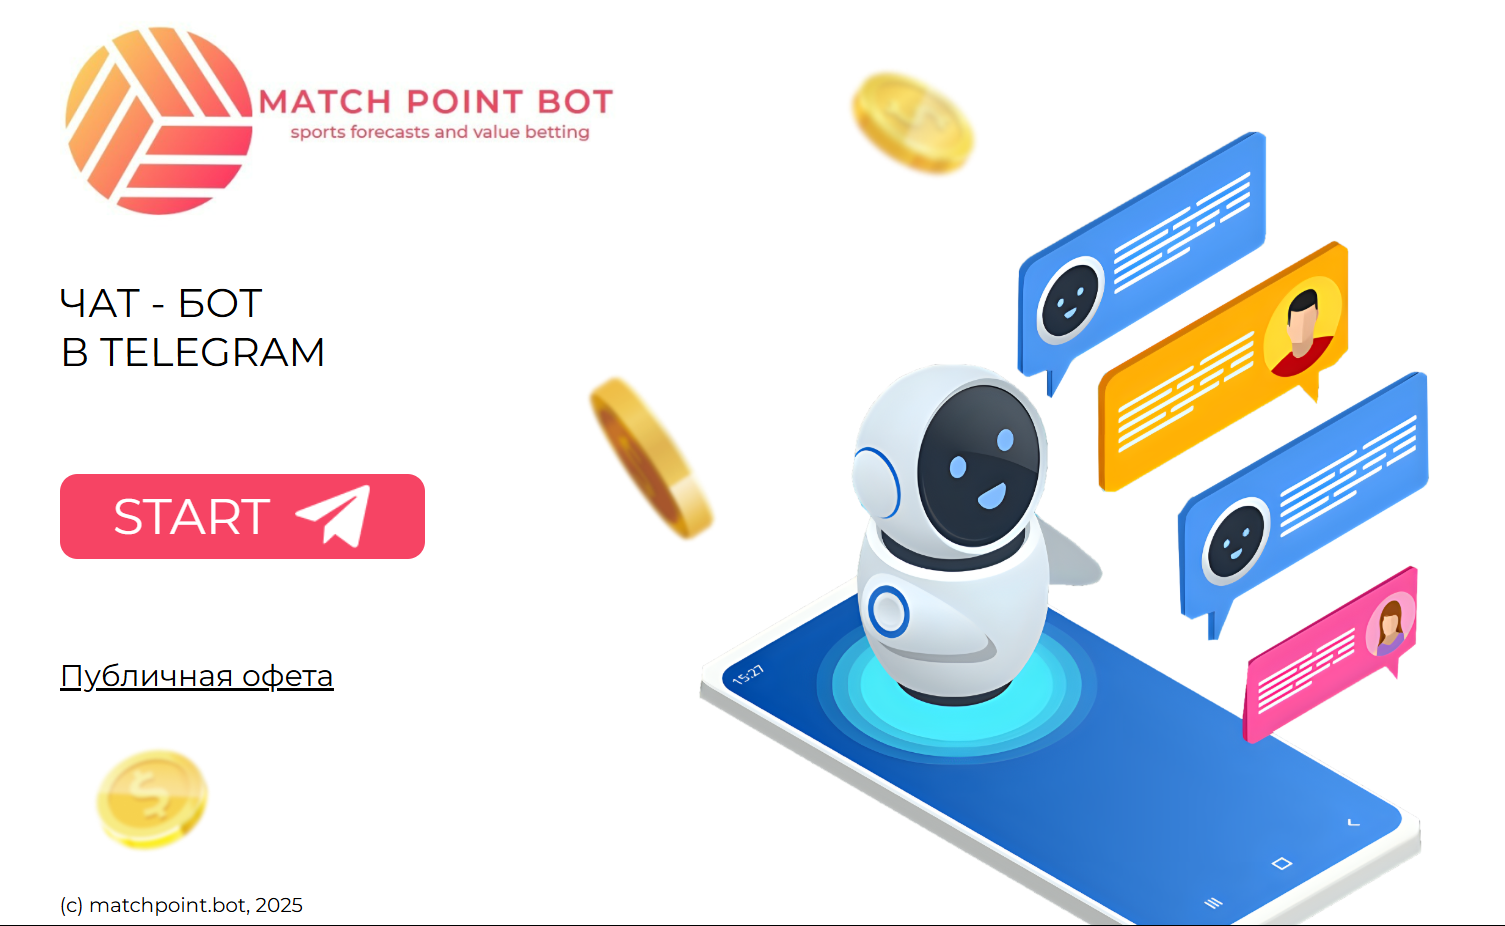 MATCH POINT BOT
sports forecasts and value betting
ЧАТ - БОТ
В TELEGRAM
START
Публичная офета
15:27
(c) matchpoint.bot, 2025